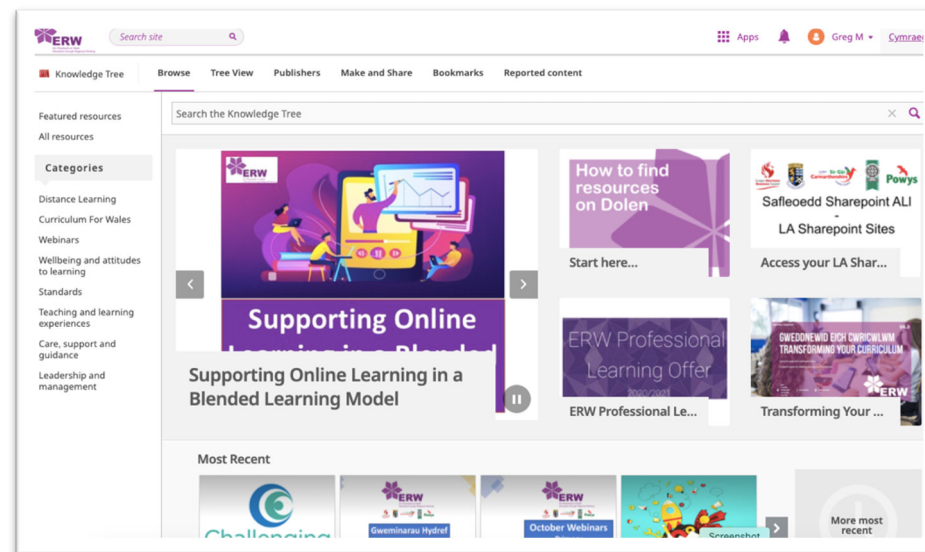 ERW
Search site
Apps
Greg M
Cymraeg
Knowledge Tree
Browse
Tree View
Publishers
Make and Share
Bookmarks
Reported content
Featured resources
All resources
Categories
Distance Learning
Curriculum For Wales
Webinars
Wellbeing and attitudes
to learning
Standards
Teaching and learning
experiences
Care, support and
guidance
Leadership and
management
Search the Knowledge Tree
ERW
Supporting Online
Supporting Online Learning in a
Blended Learning Model
How to find
resources
on Dolen
Start here...
Powys
Safleoedd Sharepoint ALl
-
LA Sharepoint Sites
Access your LA Shar...
ERW Professional
Learning Offer
2020/2021
ERW Professional Le...
GWEDDNEWID EICH CWRICWLWM
TRANSFORMING YOUR CURRICULUM
ERW
Transforming Your ...
Most Recent
Challenging
ERW
Gweminarau Hydref
ERW
October Webinars
Screenshot
More most
recent